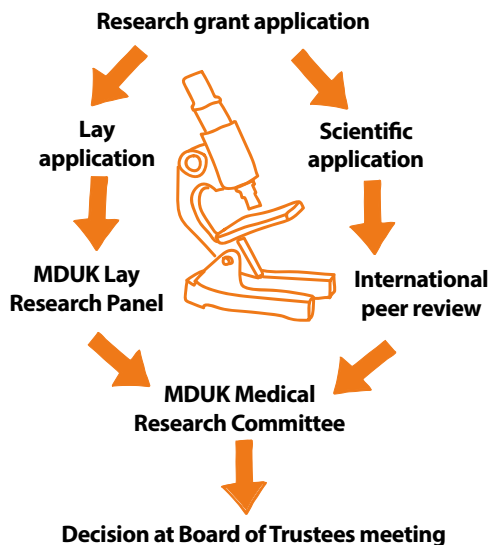 Research grant application
Lay
application
Scientific
application
MDUK Lay
Research Panel
International
peer review
MDUK Medical
Research Committee
Decision at Board of Trustees meeting